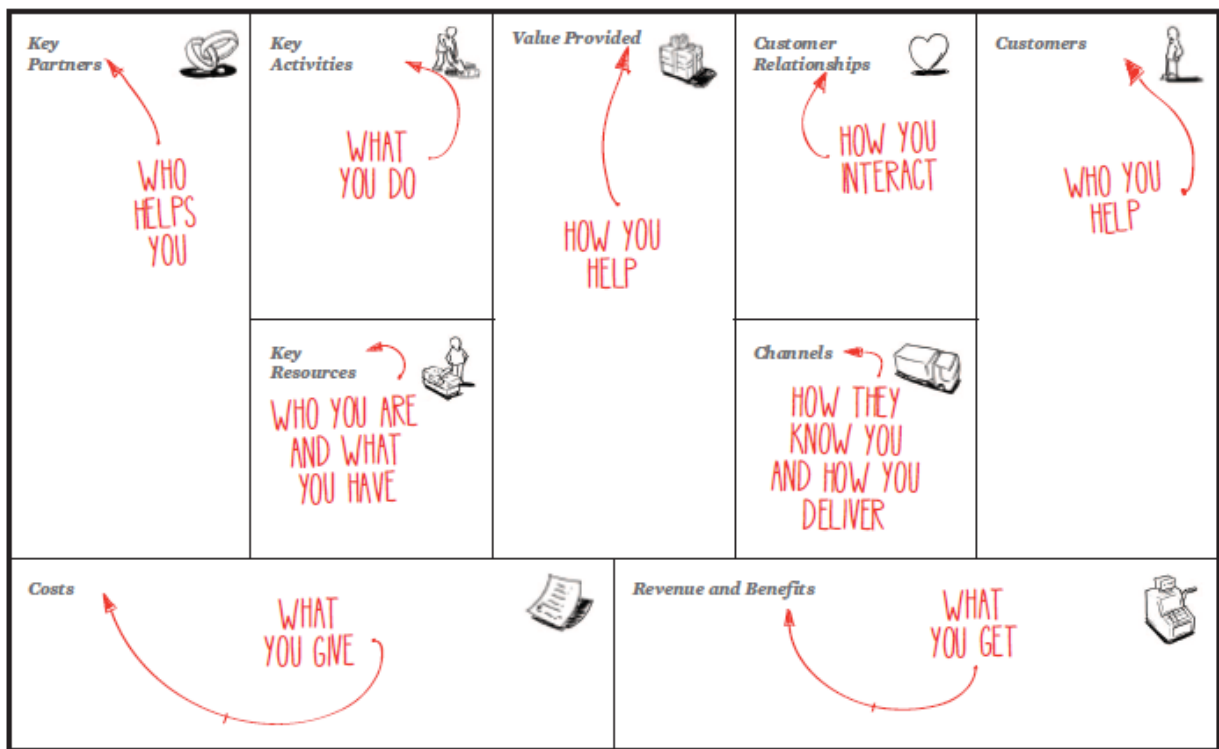 Key
Partners
WHO
HELPS
YOU
Key
Activities
WHAT
YOU DO
Key
Resources
WHO YOU ARE
AND WHAT
YOU HAVE
Value Provided
HOW YOU
HELP
Customer
Relationships
HOW YOU
INTERACT
Channels
HOW THEY
KNOW YOU
AND HOW YOU
DELIVER
Customers
WHO YOU
HELP
Costs
WHAT
YOU GIVE
Revenue and Benefits
WHAT
YOU GET